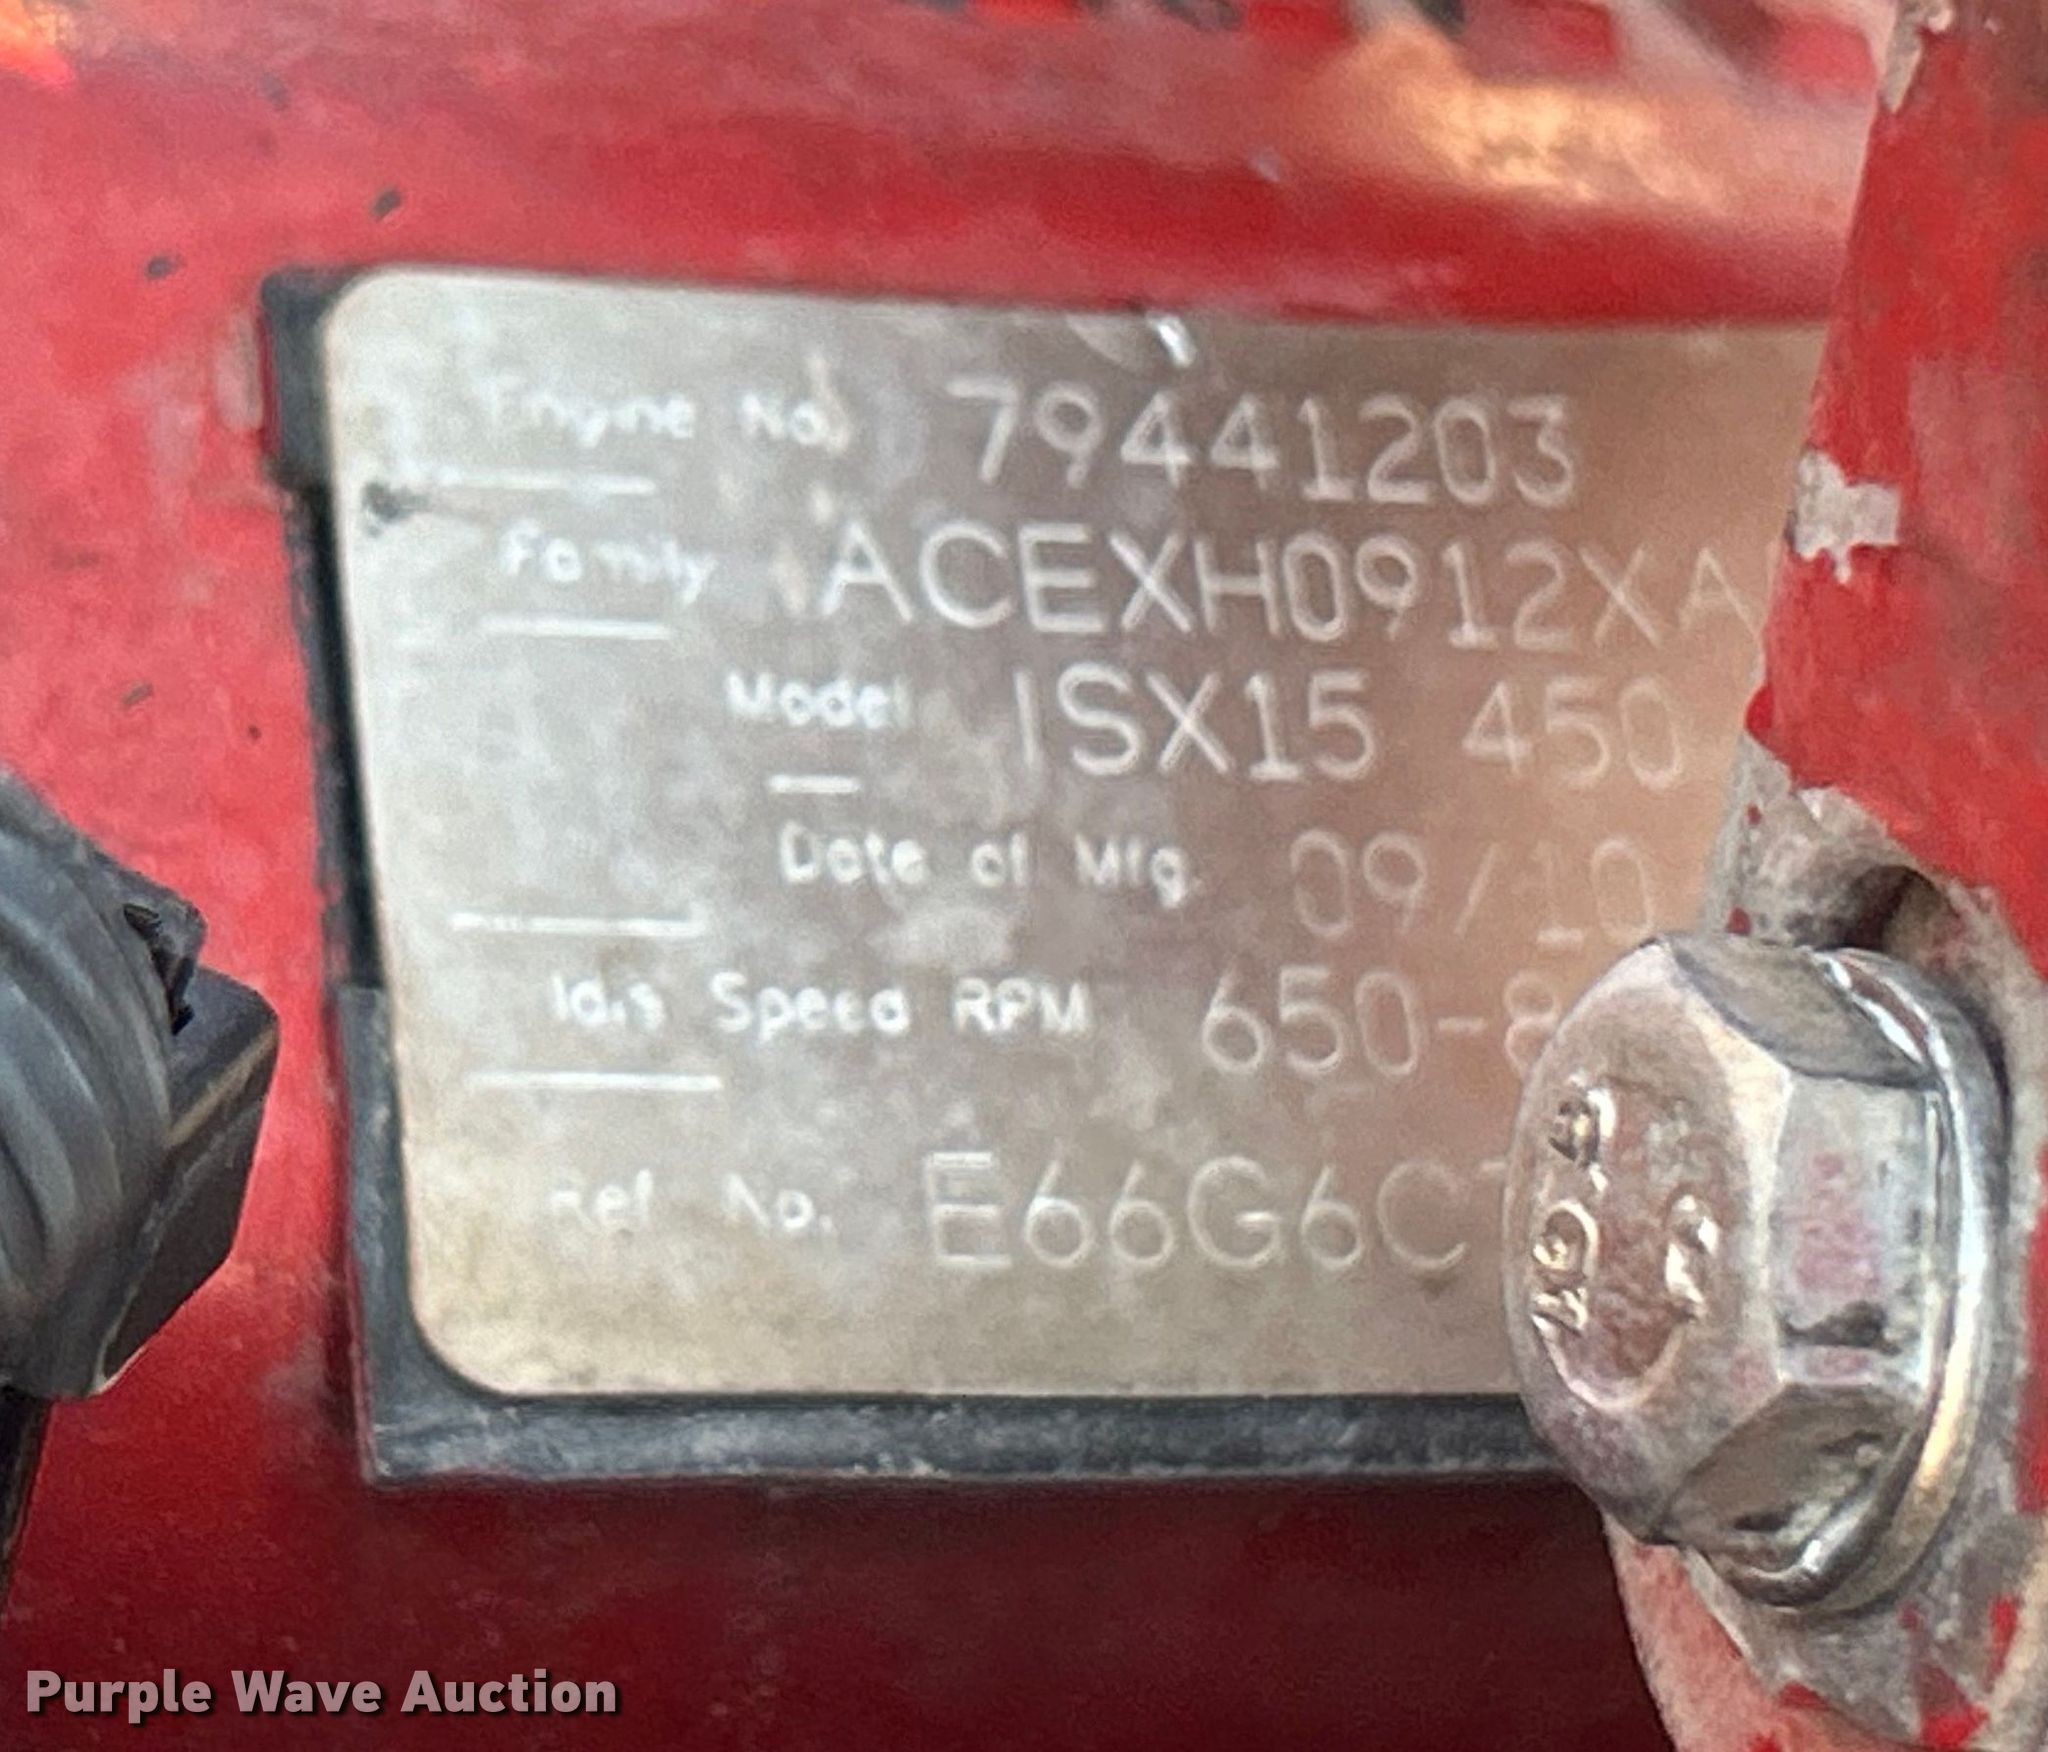 Engine No. 79441203
Family ACEXH0912XA
Model ISX15 450
Date of Mfg. 09/10
Idle Speed RPM 650-8
Ref No. E66G6C
Purple Wave Auction